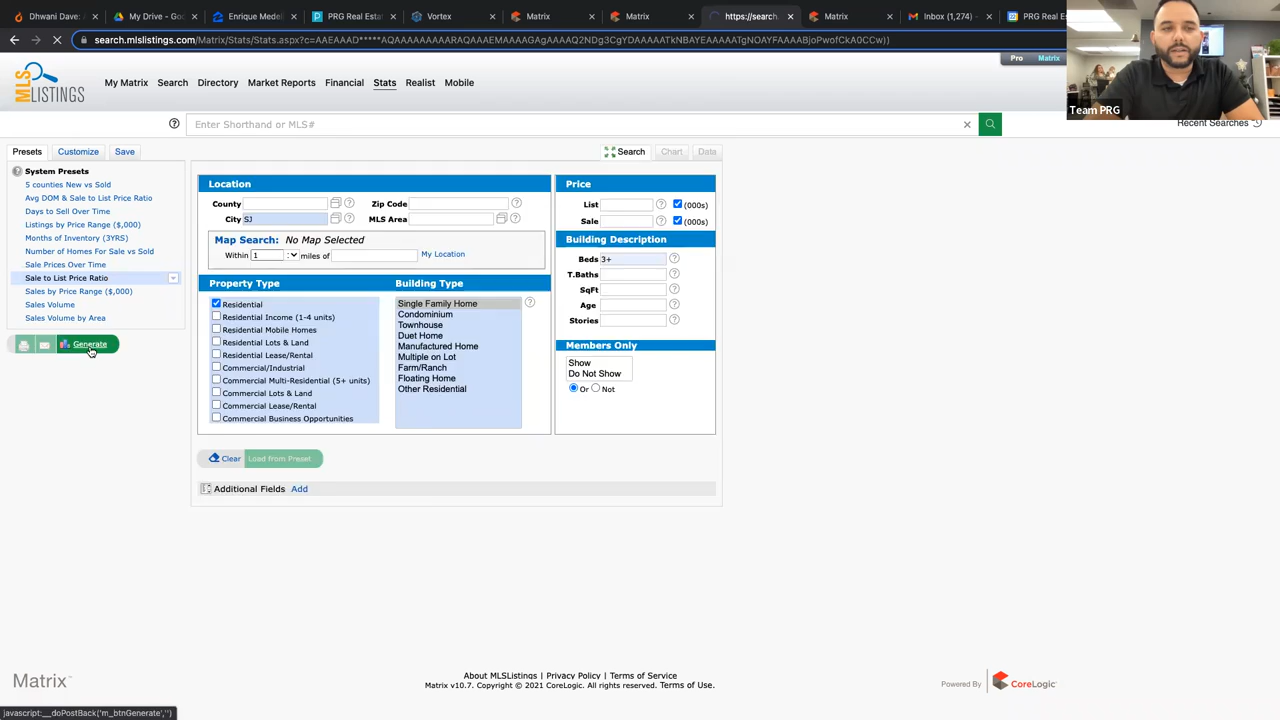 Dhwani Dave: A
My Drive - Goo
Enrique Medell
PRG Real Estat
Vortex
Matrix
Matrix
https://search.
Matrix
Inbox (1,274) -
PRG Real Es
search.mlslistings.com/Matrix/Stats/Stats.aspx?c=AAEAAAD*****AQAAAAAAAAARAQAAAEMAAAAGAgAAAAQ2NDg3CgYDAAAAATkNBAYEAAAAATgNOAYFAAAABjoPwofCkA0CCw))
Pro
Matrix
Team PRG
MLS
LISTINGS
My Matrix
Search
Directory
Market Reports
Financial
Stats
Realist
Mobile
Enter Shorthand or MLS#
Recent Searches
Presets
Customize
Save
Search
Chart
Data
System Presets
5 counties New vs Sold
Avg DOM & Sale to List Price Ratio
Days to Sell Over Time
Listings by Price Range ($,000)
Months of Inventory (3YRS)
Number of Homes For Sale vs Sold
Sale Prices Over Time
Sale to List Price Ratio
Sales by Price Range ($,000)
Sales Volume
Sales Volume by Area
Generate
Location
County
Zip Code
City SJ
MLS Area
Map Search: No Map Selected
Within 1 miles of
My Location
Property Type
Residential
Residential Income (1-4 units)
Residential Mobile Homes
Residential Lots & Land
Residential Lease/Rental
Commercial/Industrial
Commercial Multi-Residential (5+ units)
Commercial Lots & Land
Commercial Lease/Rental
Commercial Business Opportunities
Building Type
Single Family Home
Condominium
Townhouse
Duet Home
Manufactured Home
Multiple on Lot
Farm/Ranch
Floating Home
Other Residential
Price
List (000s)
Sale (000s)
Building Description
Beds 3+
T.Baths
SqFt
Age
Stories
Members Only
Show
Do Not Show
Or Not
Clear
Load from Preset
Additional Fields Add
Matrix
About MLSListings | Privacy Policy | Terms of Service
Matrix v10.7. Copyright © 2021 CoreLogic. All rights reserved. Terms of Use.
Powered By
CoreLogic
javascript:__doPostBack('m_btnGenerate','')